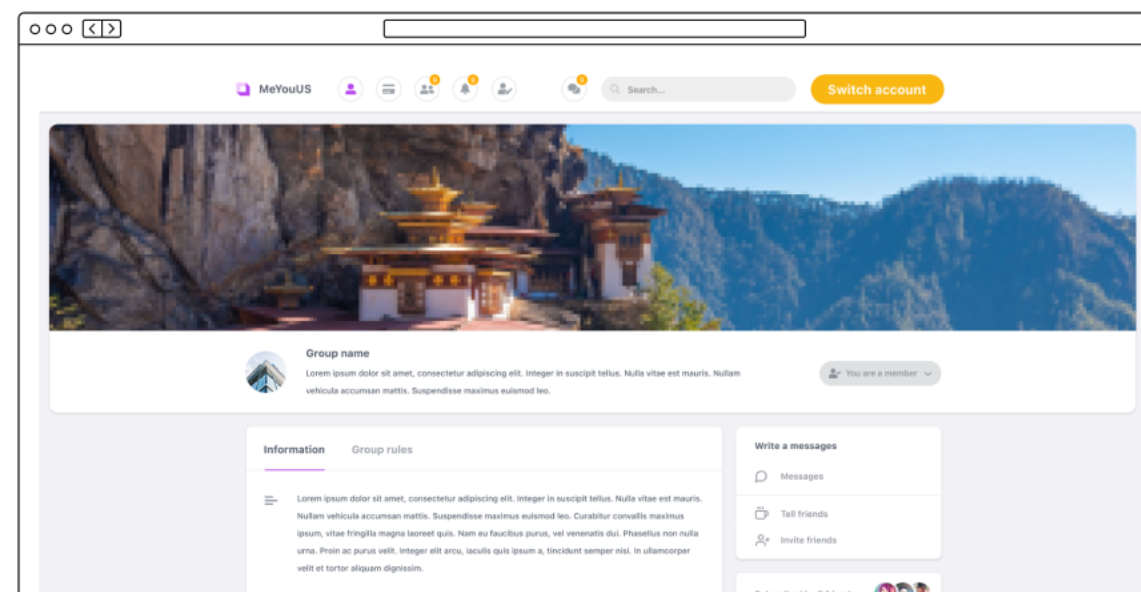 MeYouUS
0
0
0
Search...
Switch account
Group name
Lorem ipsum dolor sit amet, consectetur adipiscing elit. Integer in suscipit tellus. Nulla vitae est mauris. Nullam
vehicula accumsan mattis. Suspendisse maximus euismod leo.
You are a member
Information
Group rules
Lorem ipsum dolor sit amet, consectetur adipiscing elit. Integer in suscipit tellus. Nulla vitae est mauris.
Nullam vehicula accumsan mattis. Suspendisse maximus euismod leo. Curabitur convallis maximus
ipsum, vitae fringilla magna laoreet quis. Nam eu faucibus purus, vel venenatis dui. Phasellus non nulla
urna. Proin ac purus velit. Integer elit arcu, iaculis quis ipsum a, tincidunt semper nisi. In ullamcorper
velit et tortor aliquam dignissim.
Write a messages
Messages
Tell friends
Invite friends